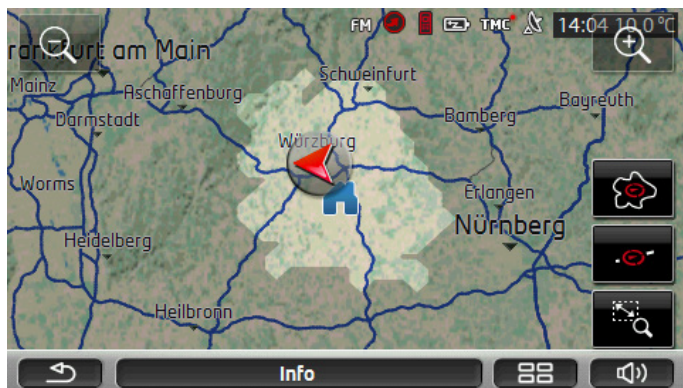 FM TMC 14:04 10.0 °C
rankfurt am Main
Mainz
Aschaffenburg
Schweinfurt
Darmstadt
Bamberg
Bayreuth
Würzburg
Worms
Erlangen
Nürnberg
Heidelberg
Heilbronn
Info